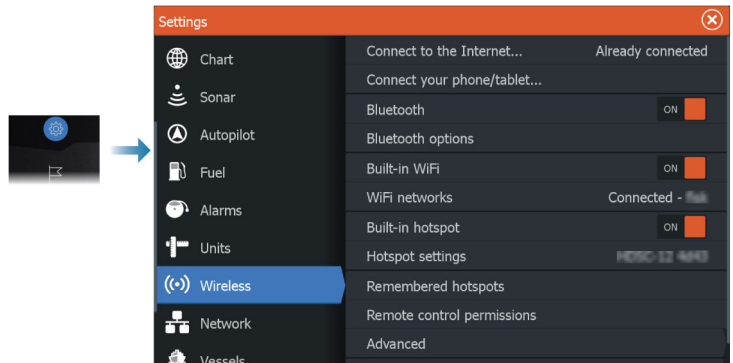 Settings
Chart
Sonar
Autopilot
Fuel
Alarms
Units
Wireless
Network
Vessels
Connect to the Internet... Already connected
Connect your phone/tablet...
Bluetooth ON
Bluetooth options
Built-in WiFi ON
WiFi networks Connected -
Built-in hotspot ON
Hotspot settings
Remembered hotspots
Remote control permissions
Advanced